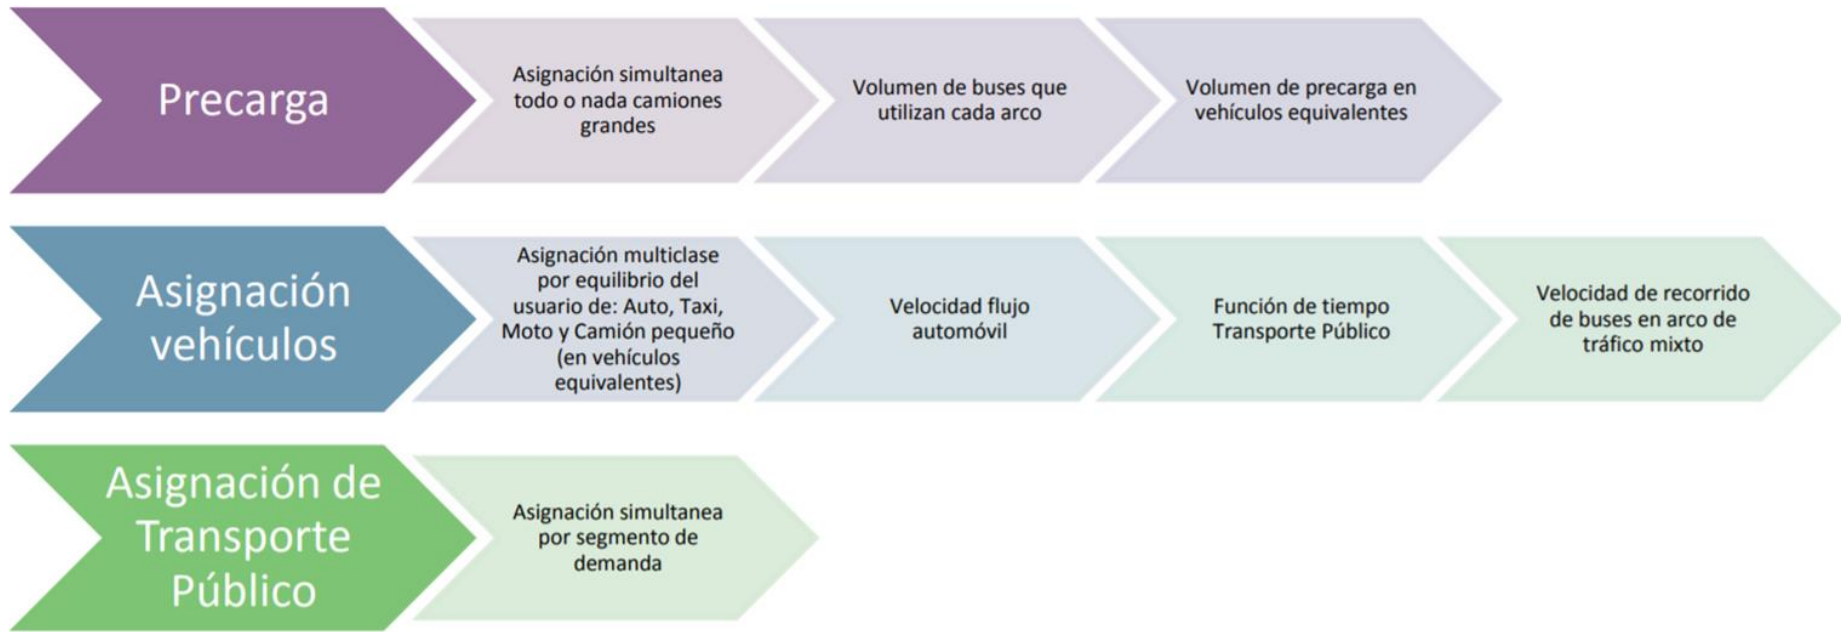 Precarga
Asignación simultanea
todo o nada camiones
grandes
Volumen de buses que
utilizan cada arco
Volumen de precarga en
vehículos equivalentes
Asignación
vehículos
Asignación multiclase
por equilibrio del
usuario de: Auto, Taxi,
Moto y Camión pequeño
(en vehículos
equivalentes)
Velocidad flujo
automóvil
Función de tiempo
Transporte Público
Velocidad de recorrido
de buses en arco de
tráfico mixto
Asignación de
Transporte
Público
Asignación simultanea
por segmento de
demanda